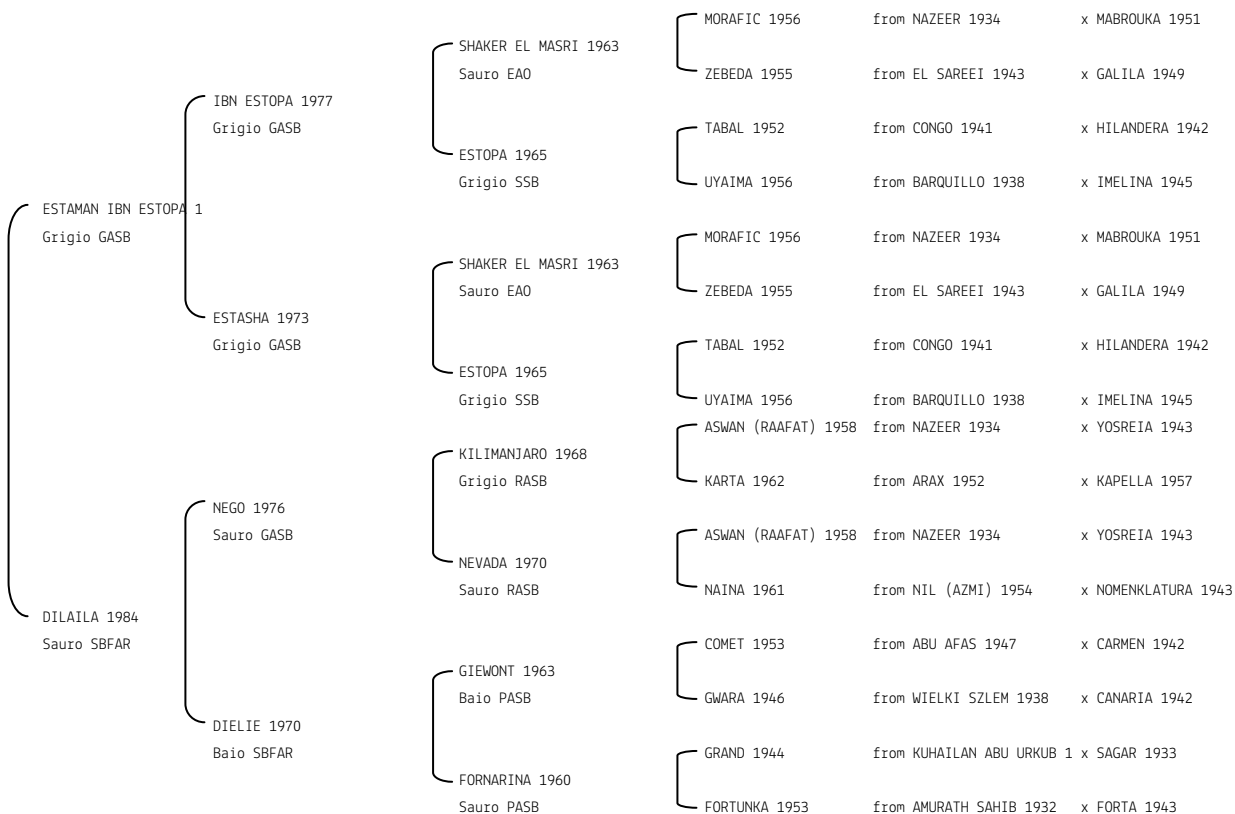 MORAFIC 1956 from NAZEER 1934 x MABROUKA 1951
SHAKER EL MASRI 1963
Sauro EAO
ZEBEDA 1955 from EL SAREEI 1943 x GALILA 1949
IBN ESTOPA 1977
Grigio GASB
TABAL 1952 from CONGO 1941 x HILANDERA 1942
ESTOPA 1965
Grigio SSB
UYAIMA 1956 from BARQUILLO 1938 x IMELINA 1945
ESTAMAN IBN ESTOPA 1
Grigio GASB
MORAFIC 1956 from NAZEER 1934 x MABROUKA 1951
SHAKER EL MASRI 1963
Sauro EAO
ZEBEDA 1955 from EL SAREEI 1943 x GALILA 1949
ESTASHA 1973
Grigio GASB
TABAL 1952 from CONGO 1941 x HILANDERA 1942
ESTOPA 1965
Grigio SSB
UYAIMA 1956 from BARQUILLO 1938 x IMELINA 1945
ASWAN (RAAFAT) 1958 from NAZEER 1934 x YOSREIA 1943
KILIMANJARO 1968
Grigio RASB
KARTA 1962 from ARAX 1952 x KAPELLA 1957
NEGO 1976
Sauro GASB
ASWAN (RAAFAT) 1958 from NAZEER 1934 x YOSREIA 1943
NEVADA 1970
Sauro RASB
NAINA 1961 from NIL (AZMI) 1954 x NOMENKLATURA 1943
DILAILA 1984
Sauro SBFAR
COMET 1953 from ABU AFAS 1947 x CARMEN 1942
GIEWONT 1963
Baio PASB
GWARA 1946 from WIELKI SZLEM 1938 x CANARIA 1942
DIELIE 1970
Baio SBFAR
GRAND 1944 from KUHAILAN ABU URKUB 1 x SAGAR 1933
FORNARINA 1960
Sauro PASB
FORTUNKA 1953 from AMURATH SAHIB 1932 x FORTA 1943